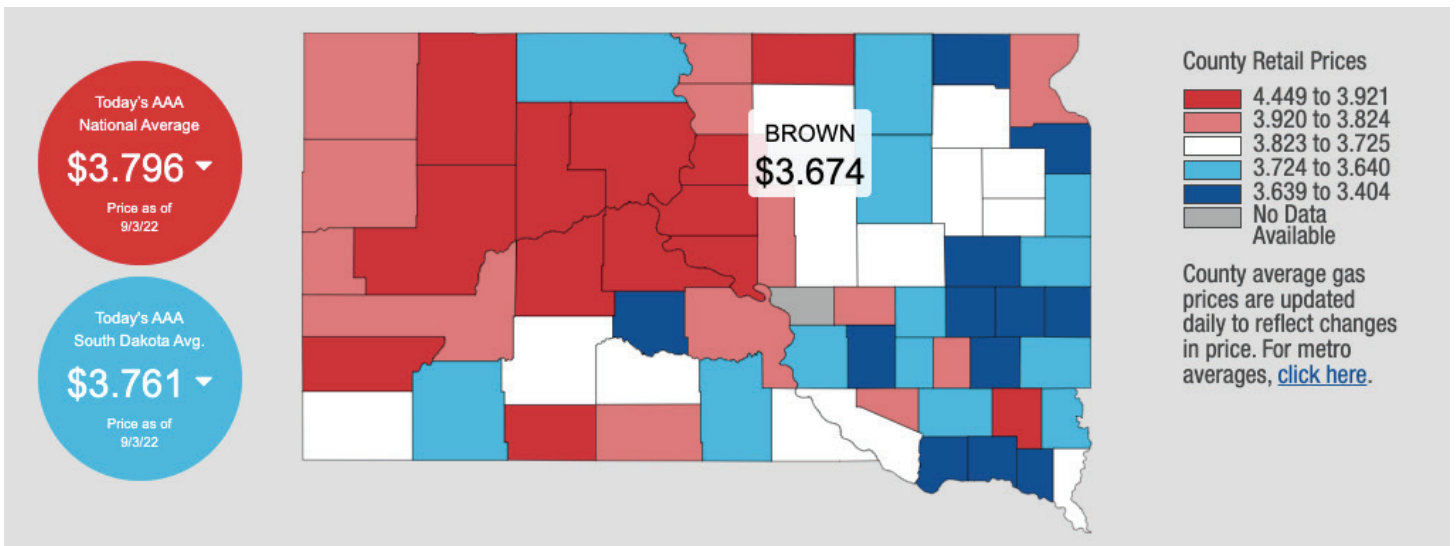 Today's AAA
National Average
$3.796
Price as of
9/3/22
Today's AAA
South Dakota Avg.
$3.761
Price as of
9/3/22
BROWN
$3.674
County Retail Prices
4.449 to 3.921
3.920 to 3.824
3.823 to 3.725
3.724 to 3.640
3.639 to 3.404
No Data
Available
County average gas
prices are updated
daily to reflect changes
in price. For metro
averages, click here.